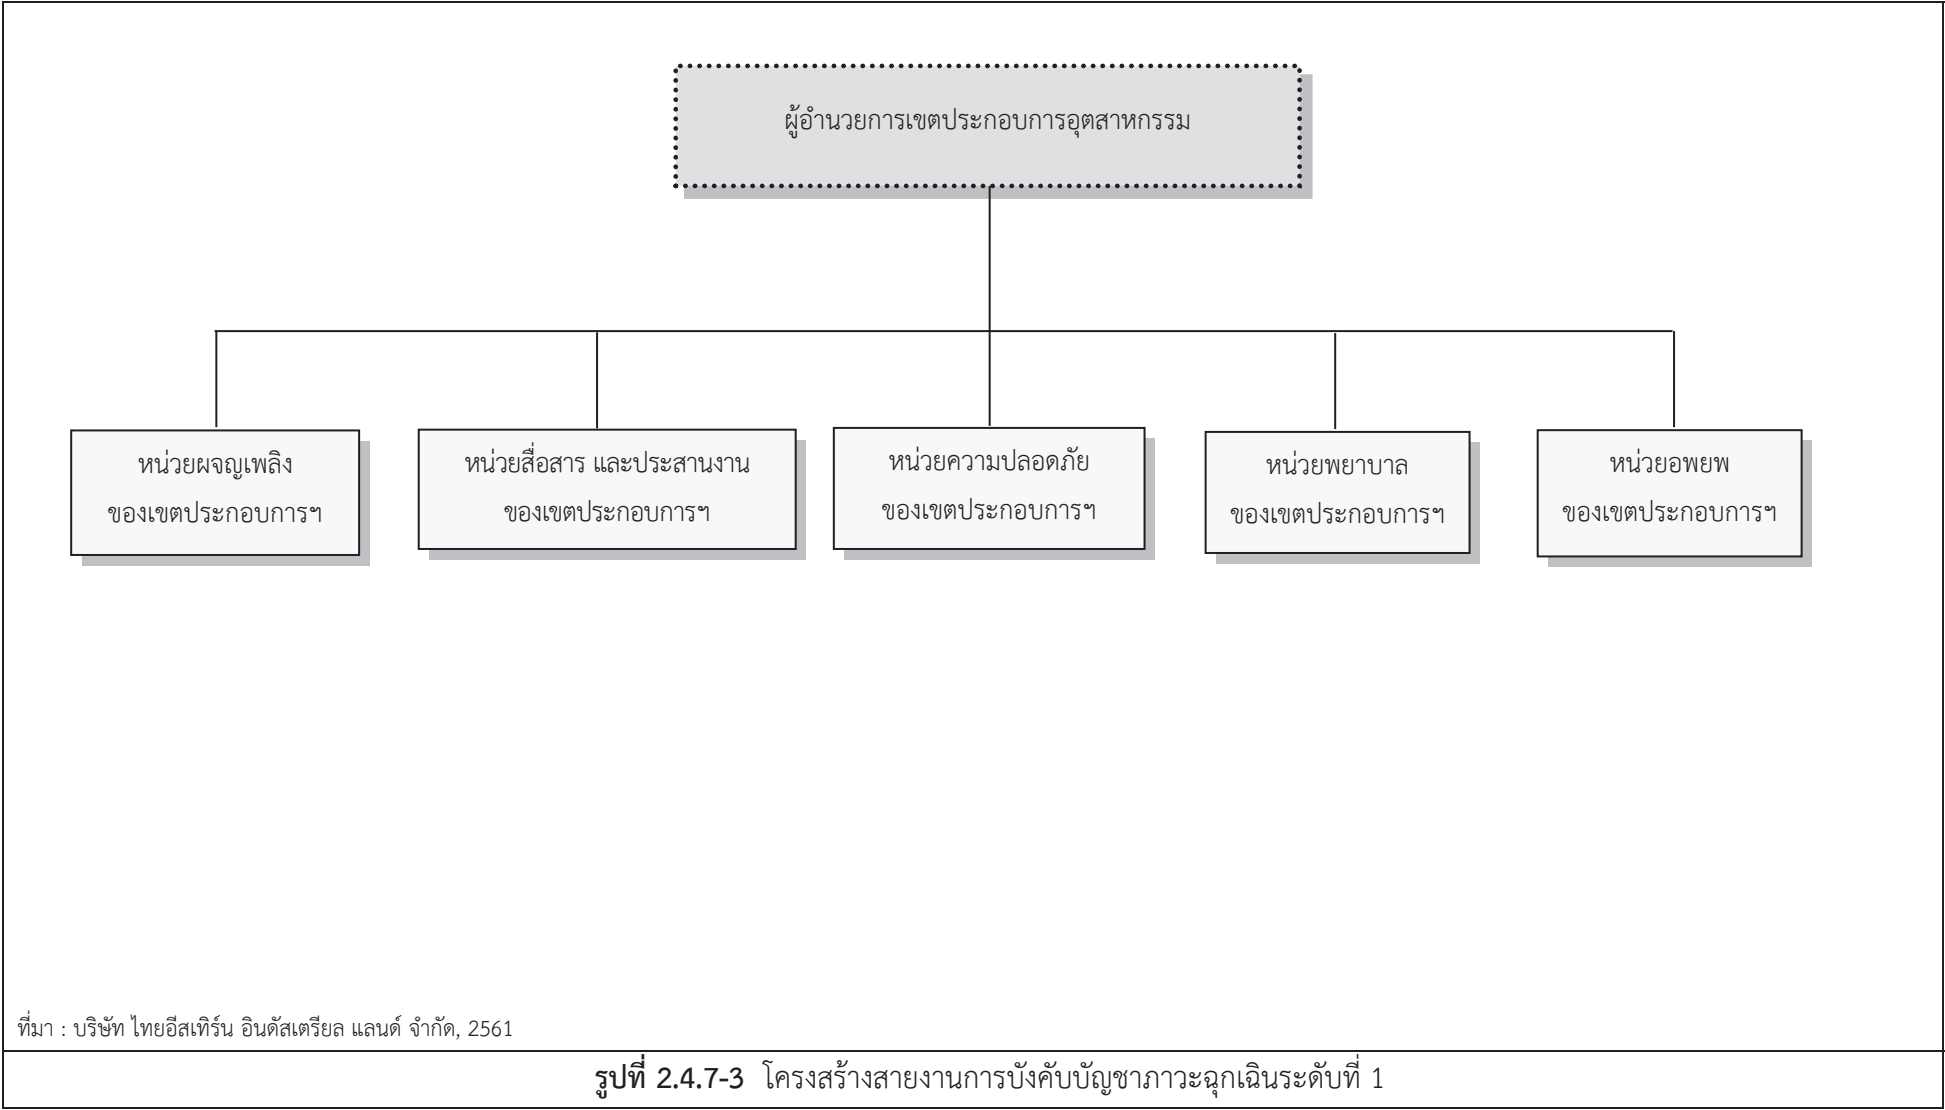 ผู้อำนวยการเขตประกอบการอุตสาหกรรม
หน่วยผจญเพลิง
ของเขตประกอบการฯ
หน่วยสื่อสาร และประสานงาน
ของเขตประกอบการฯ
หน่วยความปลอดภัย
ของเขตประกอบการฯ
หน่วยพยาบาล
ของเขตประกอบการฯ
หน่วยอพยพ
ของเขตประกอบการฯ
ที่มา : บริษัท ไทยอีสเทิร์น อินดัสเตรียล แลนด์ จำกัด, 2561
รูปที่ 2.4.7-3 โครงสร้างสายงานการบังคับบัญชาภาวะฉุกเฉินระดับที่ 1